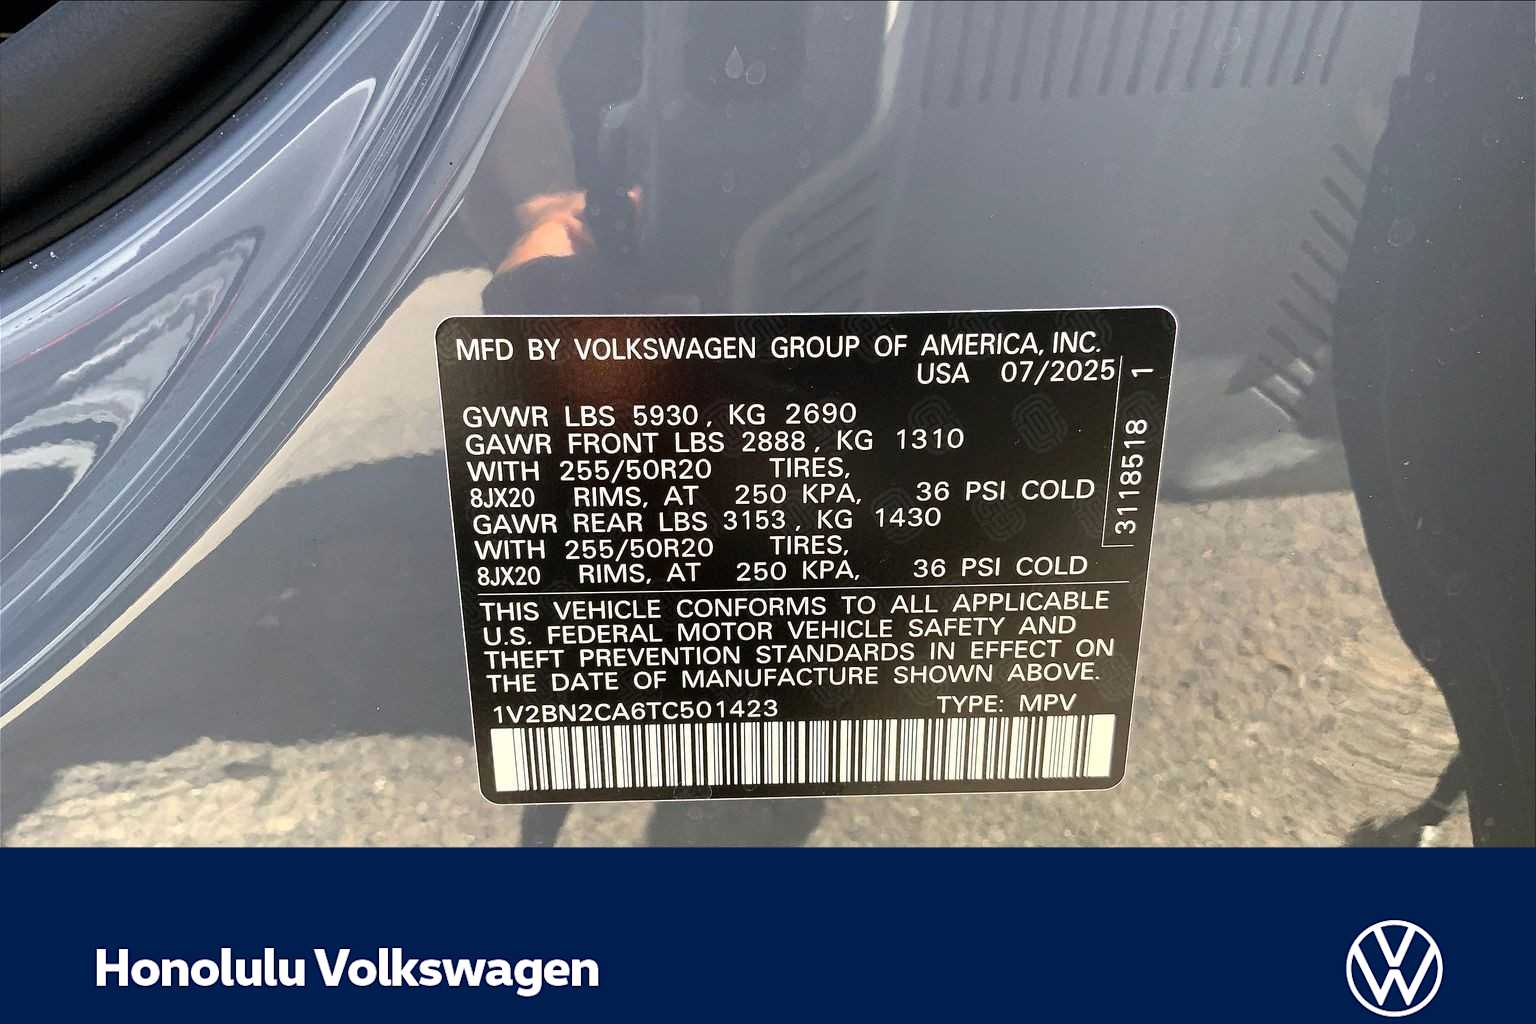 MFD BY VOLKSWAGEN GROUP OF AMERICA, INC.
USA 07/2025
GVWR LBS 5930, KG 2690
GAWR FRONT LBS 2888, KG 1310
WITH 255/50R20 TIRES,
8JX20 RIMS, AT 250 KPA, 36 PSI COLD
GAWR REAR LBS 3153, KG 1430
WITH 255/50R20 TIRES,
8JX20 RIMS, AT 250 KPA, 36 PSI COLD
3118518 1
THIS VEHICLE CONFORMS TO ALL APPLICABLE
U.S. FEDERAL MOTOR VEHICLE SAFETY AND
THEFT PREVENTION STANDARDS IN EFFECT ON
THE DATE OF MANUFACTURE SHOWN ABOVE.
1V2BN2CA6TC501423 TYPE: MPV
Honolulu Volkswagen